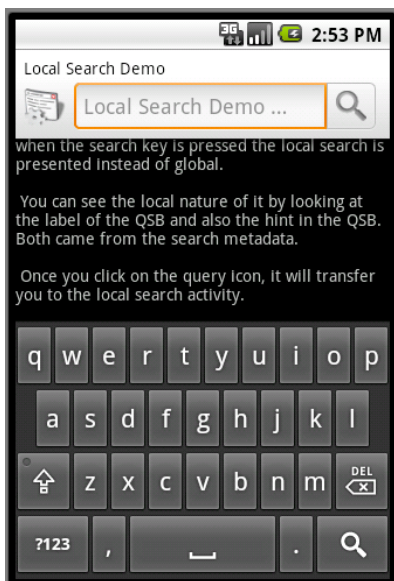 3G 2:53 PM
Local Search Demo
Local Search Demo ...
when the search key is pressed the local search is
presented instead of global.
You can see the local nature of it by looking at
the label of the QSB and also the hint in the QSB.
Both came from the search metadata.
Once you click on the query icon, it will transfer
you to the local search activity.
q w e r t y u i o p
a s d f g h j k l
z x c v b n m DEL
?123 , .